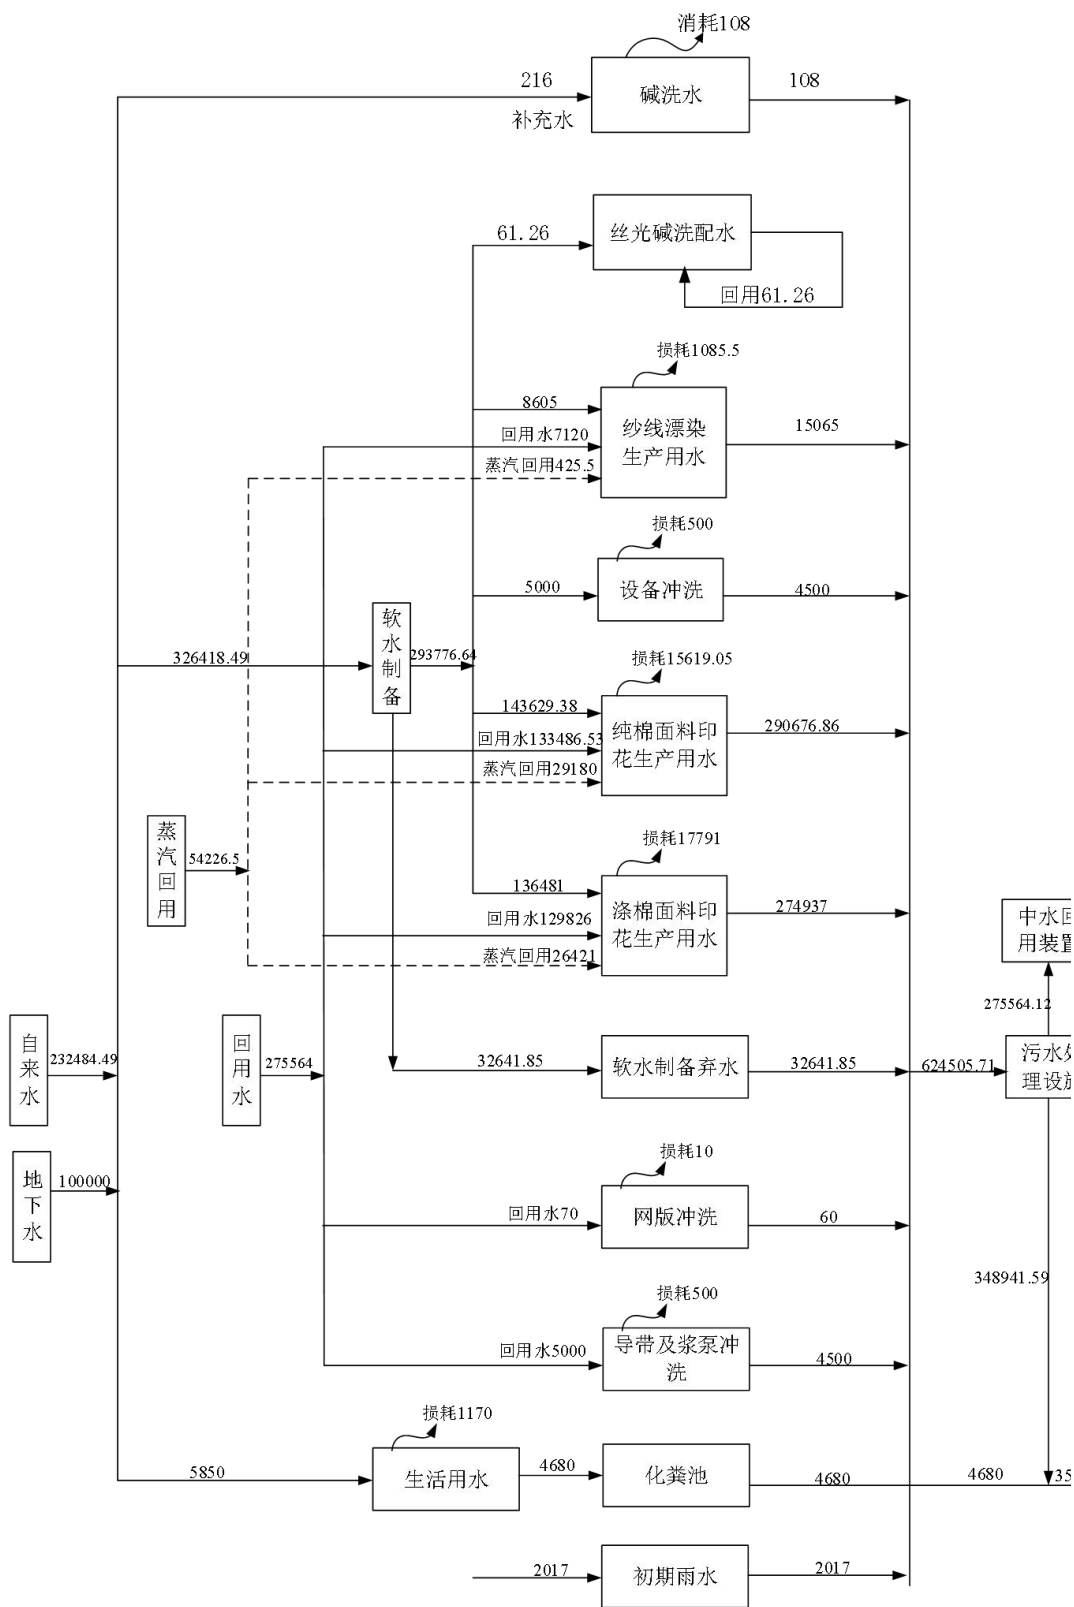 消耗108
216
补充水
碱洗水
108
61.26
丝光碱洗配水
回用61.26
损耗1085.5
8605
回用水7120
蒸汽回用425.5
纱线漂染
生产用水
15065
损耗500
5000
设备冲洗
4500
326418.49
软水制备
293776.64
损耗15619.05
143629.38
回用水133486.53
蒸汽回用29180
纯棉面料印
花生产用水
290676.86
蒸汽回用
54226.5
损耗17791
136481
回用水129826
蒸汽回用26421
涤棉面料印
花生产用水
274937
中水回
用装置
275564.12
自来水
232484.49
回用水
275564
32641.85
软水制备弃水
32641.85
624505.71
污水处
理设施
地下水
100000
损耗10
回用水70
网版冲洗
60
348941.59
损耗500
回用水5000
导带及浆泵冲
洗
4500
损耗1170
5850
生活用水
4680
化粪池
4680
4680
35
2017
初期雨水
2017